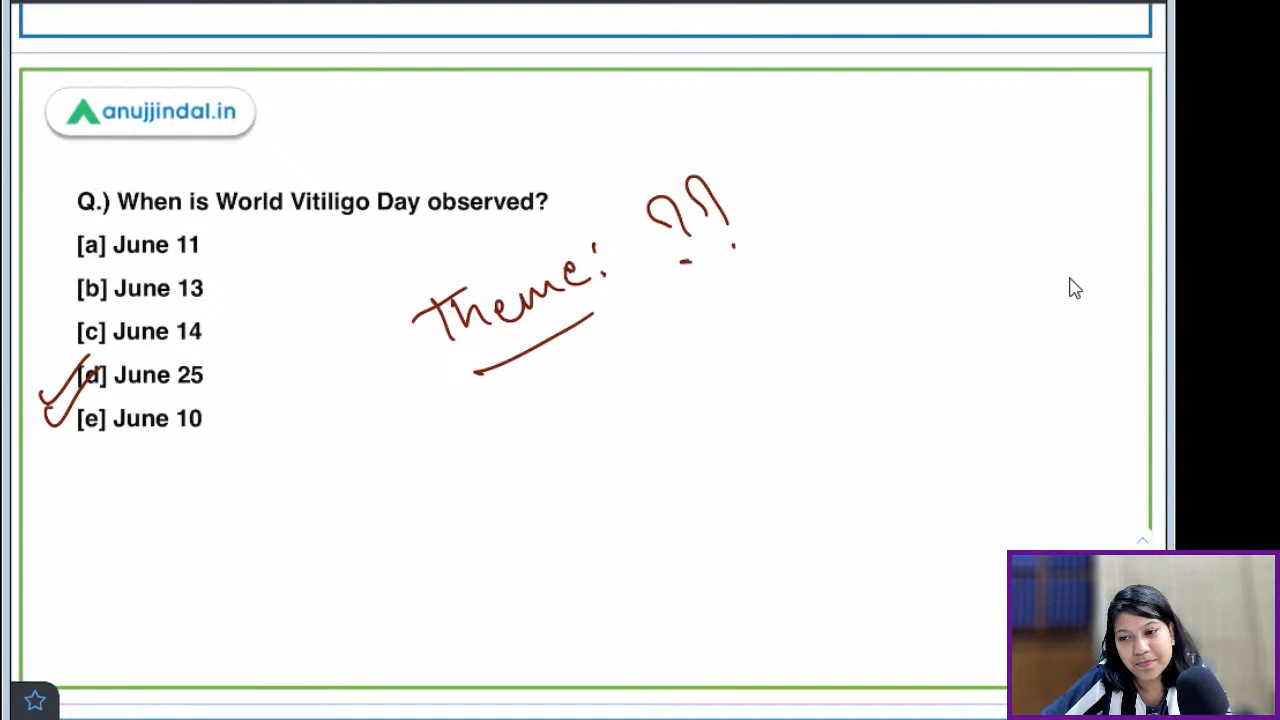 anujjindal.in
Q.) When is World Vitiligo Day observed?
[a] June 11
[b] June 13
[c] June 14
[d] June 25
[e] June 10
Theme: ??